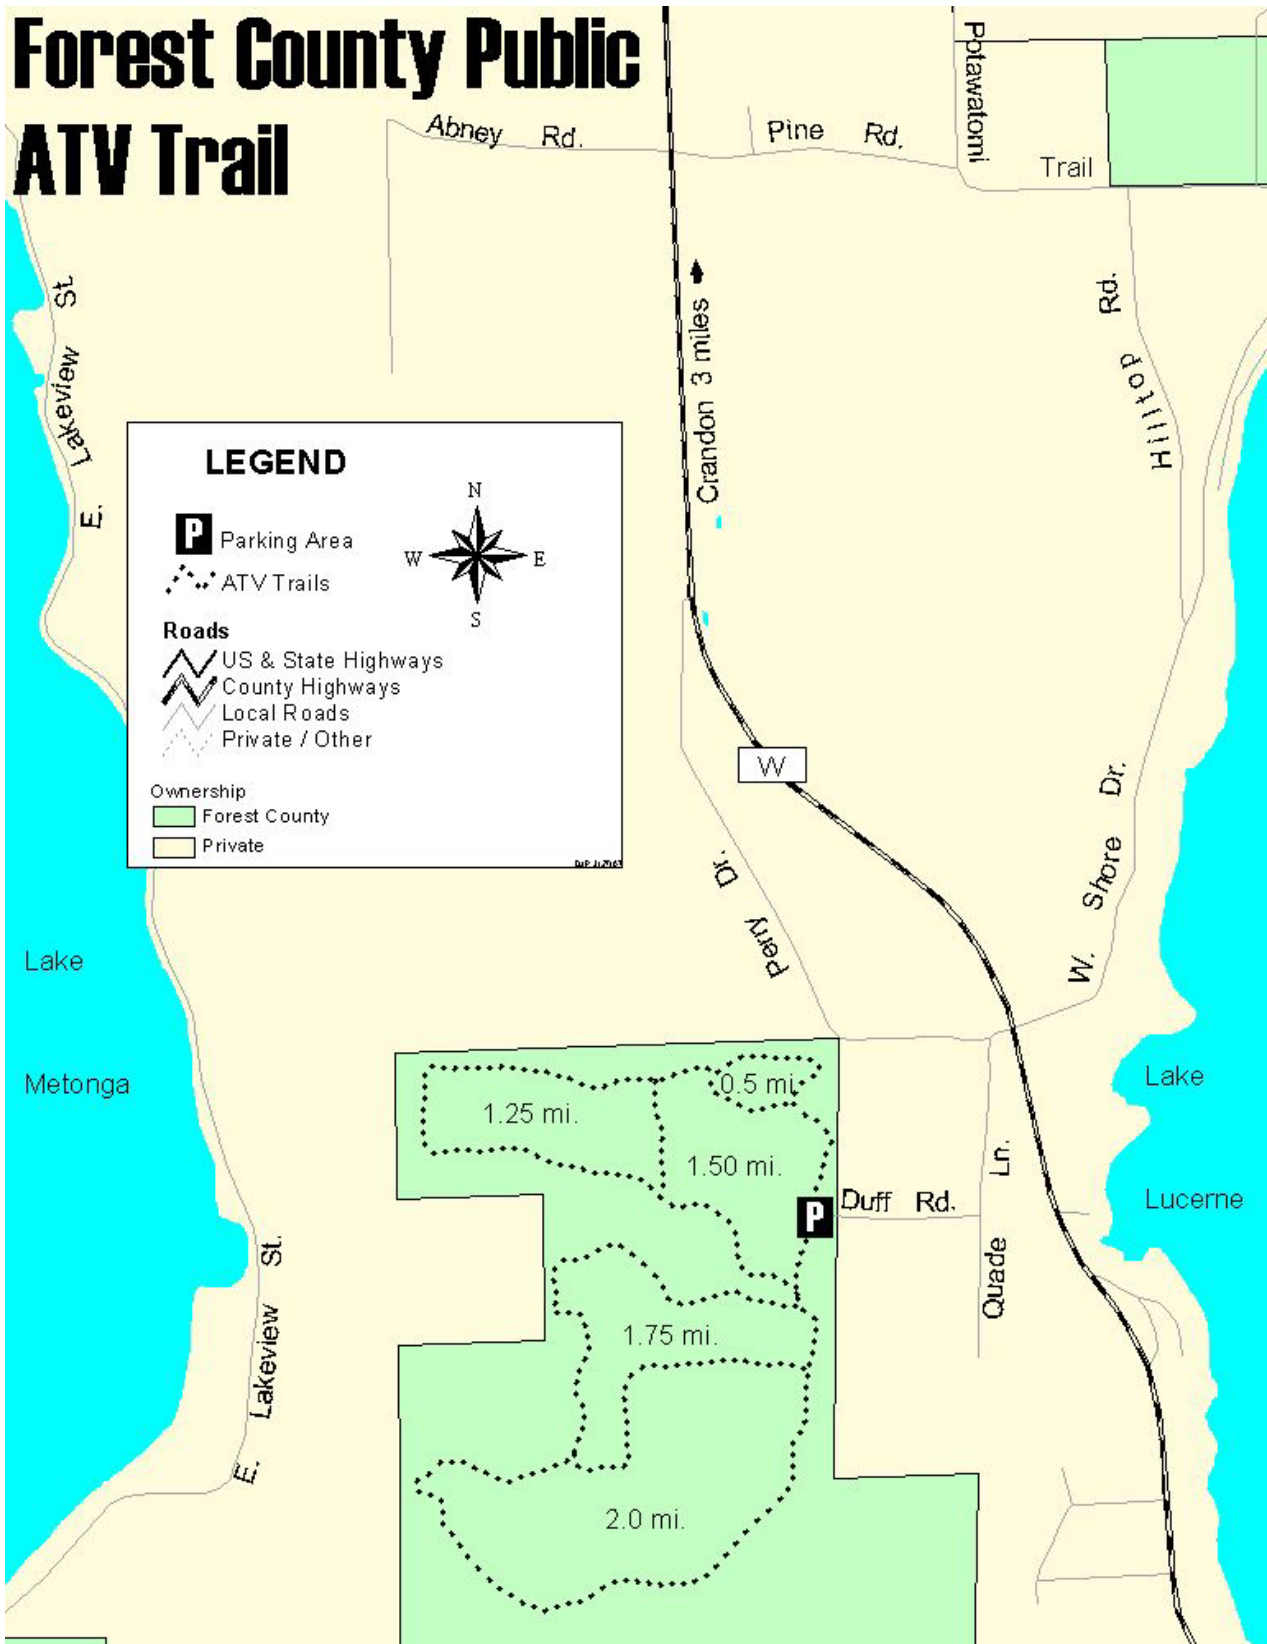 Forest County Public
ATV Trail
Potawatomi
Trail
Abney Rd.
Pine Rd.
Crandon 3 miles
Hilltop Rd.
E. Lakeview St.
LEGEND
N
W E
S
P Parking Area
ATV Trails
Roads
US & State Highways
County Highways
Local Roads
Private / Other
Ownership
Forest County
Private
W
Perry Dr.
W. Shore Dr.
Lake
Metonga
Lake
Lucerne
0.5 mi.
1.25 mi.
1.50 mi.
P
Duff Rd.
Quade Ln.
1.75 mi.
E. Lakeview St.
2.0 mi.